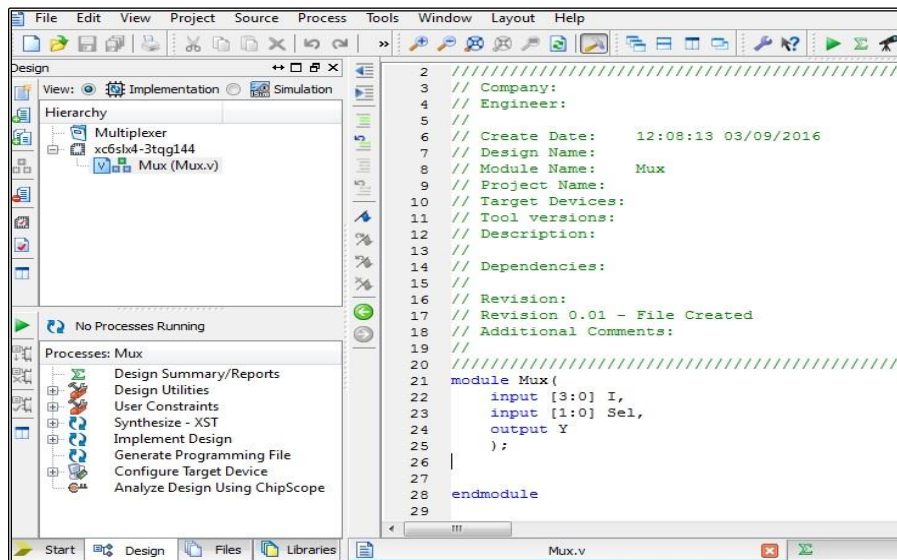 File Edit View Project Source Process Tools Window Layout Help
»
Design
View: Implementation Simulation
Hierarchy
Multiplexer
xc6slx4-3tqg144
Mux (Mux.v)
No Processes Running
Processes: Mux
Design Summary/Reports
Design Utilities
User Constraints
Synthesize - XST
Implement Design
Generate Programming File
Configure Target Device
Analyze Design Using ChipScope
Start Design Files Libraries
2 //////////////////////////////////////////////////////////
3 // Company:
4 // Engineer:
5 //
6 // Create Date: 12:08:13 03/09/2016
7 // Design Name:
8 // Module Name: Mux
9 // Project Name:
10 // Target Devices:
11 // Tool versions:
12 // Description:
13 //
14 // Dependencies:
15 //
16 // Revision:
17 // Revision 0.01 - File Created
18 // Additional Comments:
19 //
20 //////////////////////////////////////////////////////////
21 module Mux(
22 input [3:0] I,
23 input [1:0] Sel,
24 output Y
25 );
26
27
28 endmodule
29
Mux.v